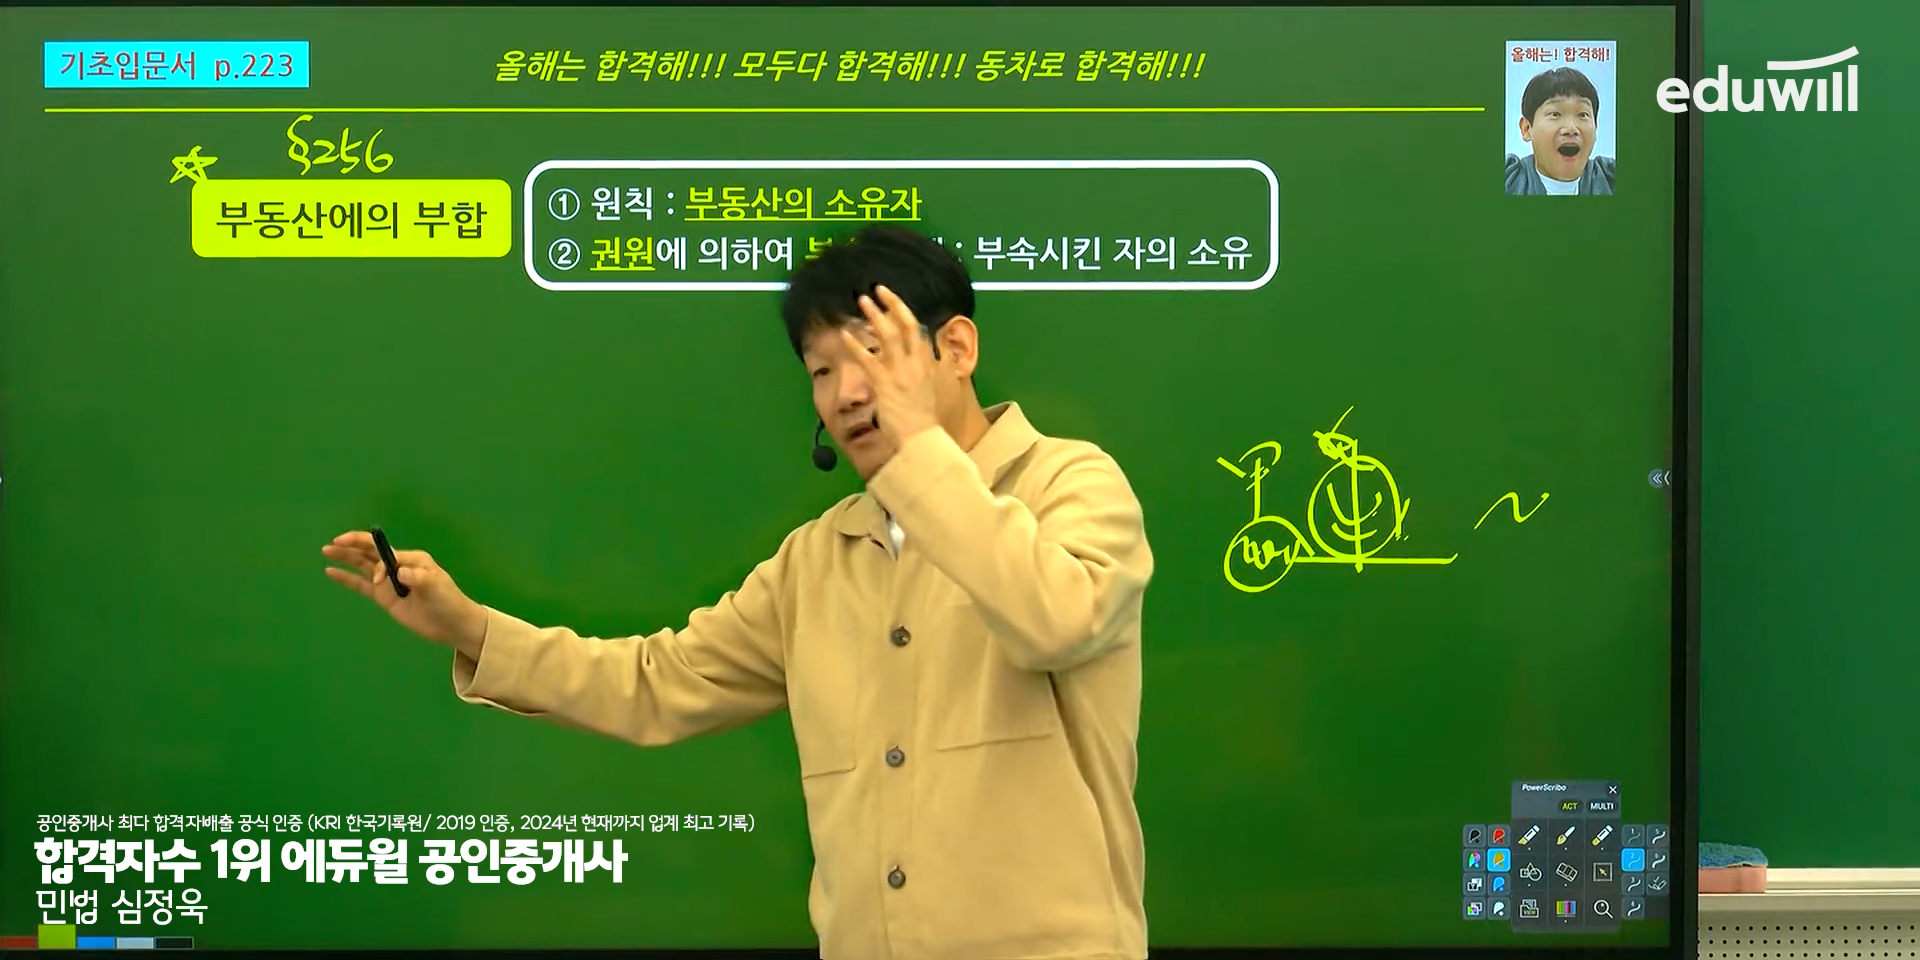 기초입문서 p.223
올해는 합격해!!! 모두다 합격해!!! 동차로 합격해!!!
올해는! 합격해!
eduwill
§256
부동산에의 부합
① 원칙 : 부동산의 소유자
② 권원에 의하여 : 부속시킨 자의 소유
PowerScribo
ACT MULTI
공인중개사 최다 합격자배출 공식 인증 (KRI 한국기록원/ 2019 인증, 2024년 현재까지 업계 최고 기록)
합격자수 1위 에듀윌 공인중개사
민법 심정욱